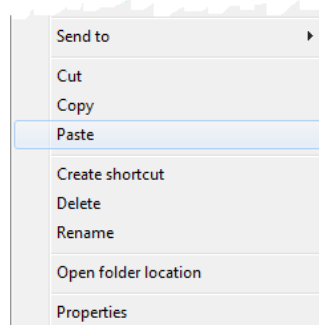 Send to
Cut
Copy
Paste
Create shortcut
Delete
Rename
Open folder location
Properties